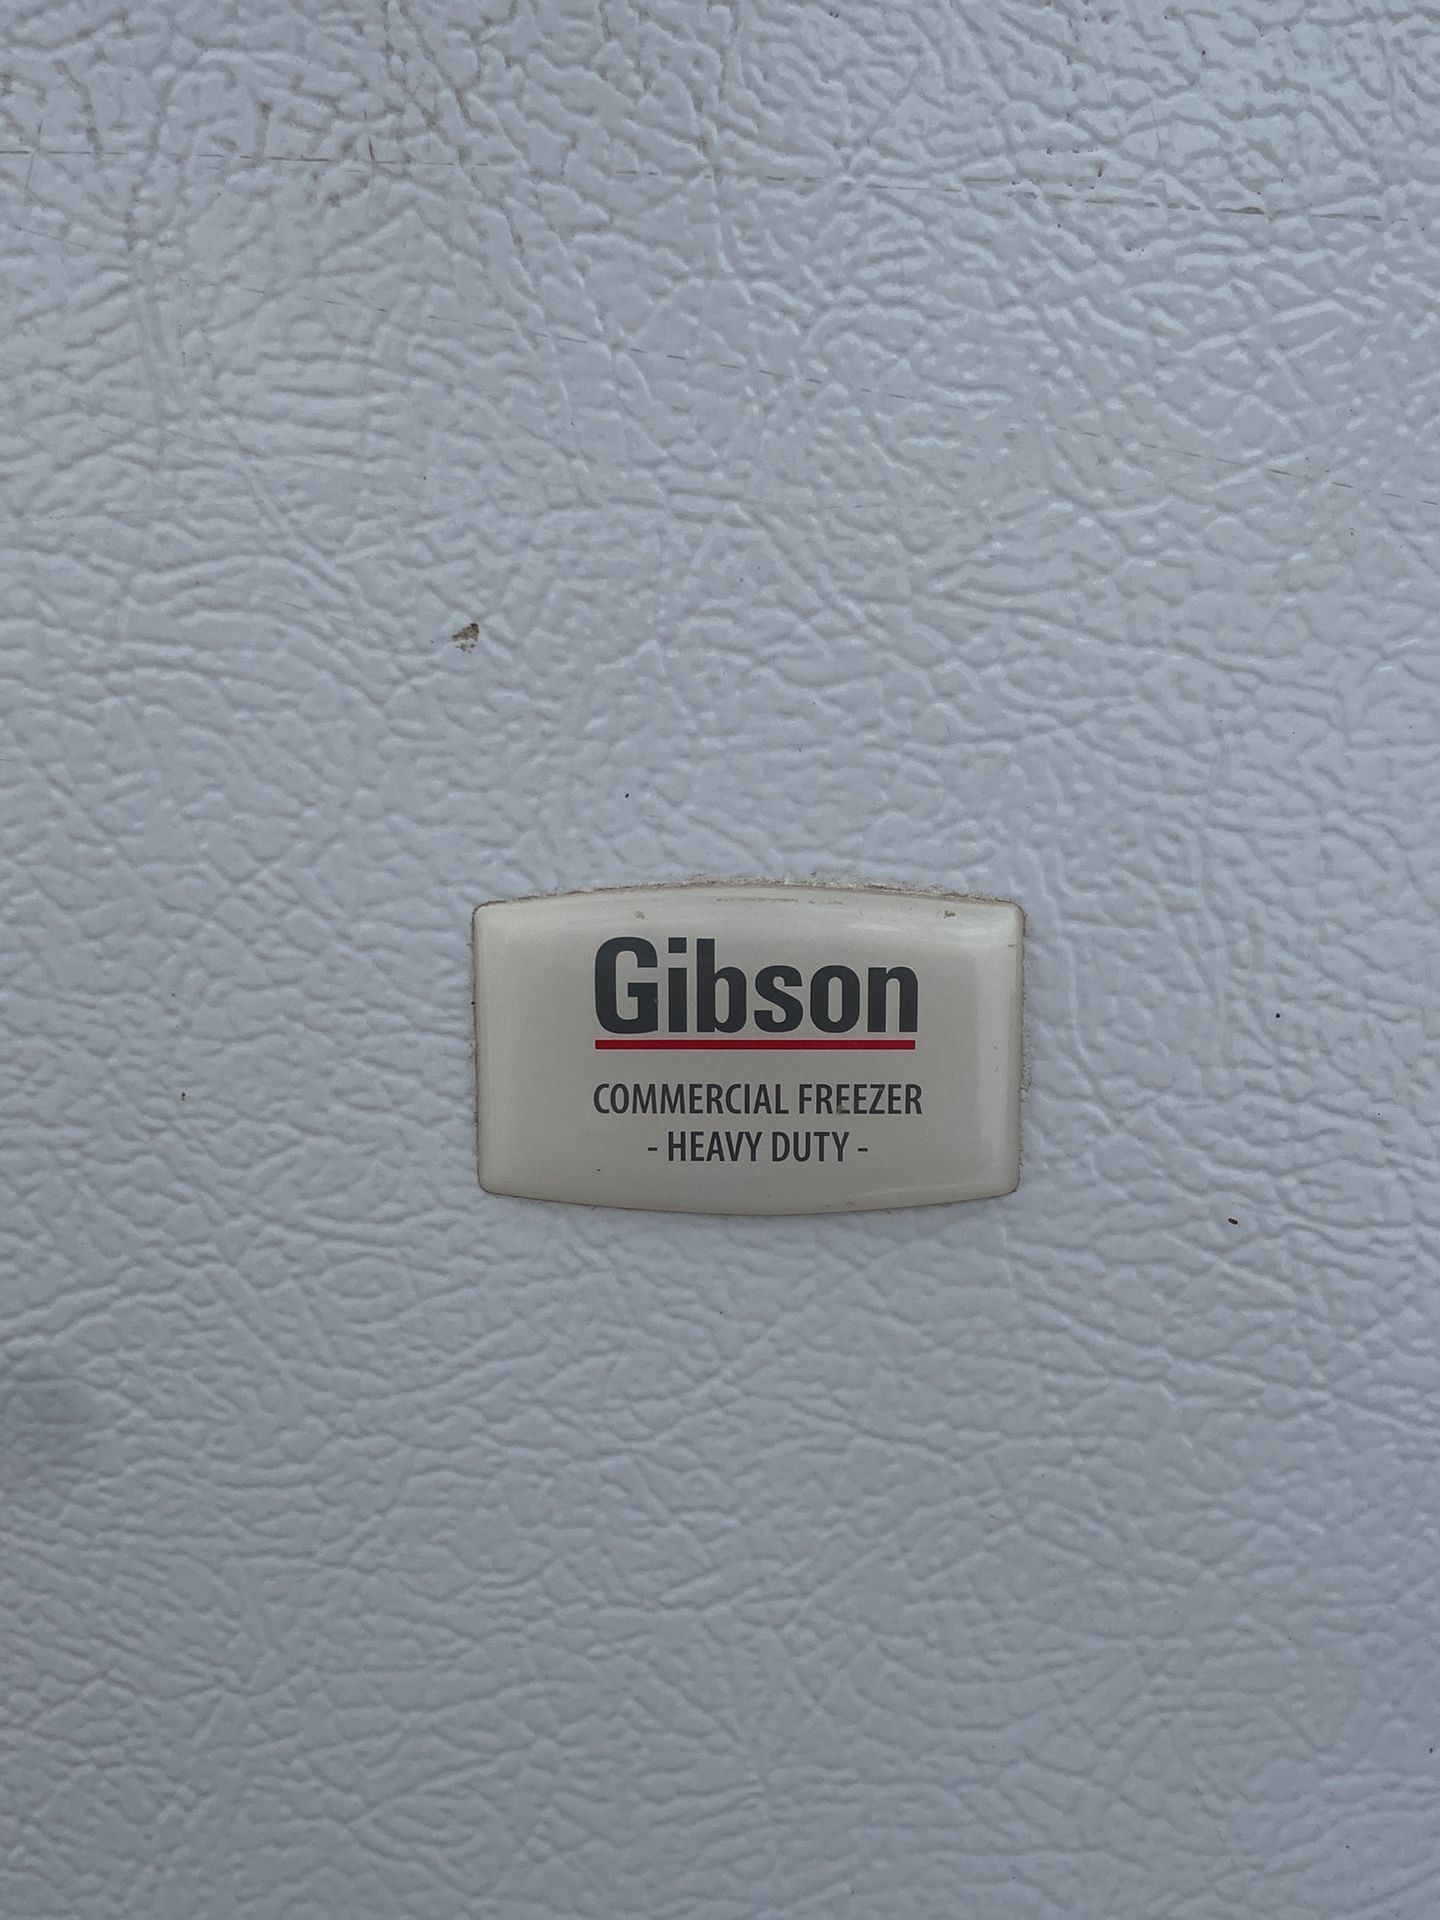 Gibson
COMMERCIAL FREEZER
- HEAVY DUTY -